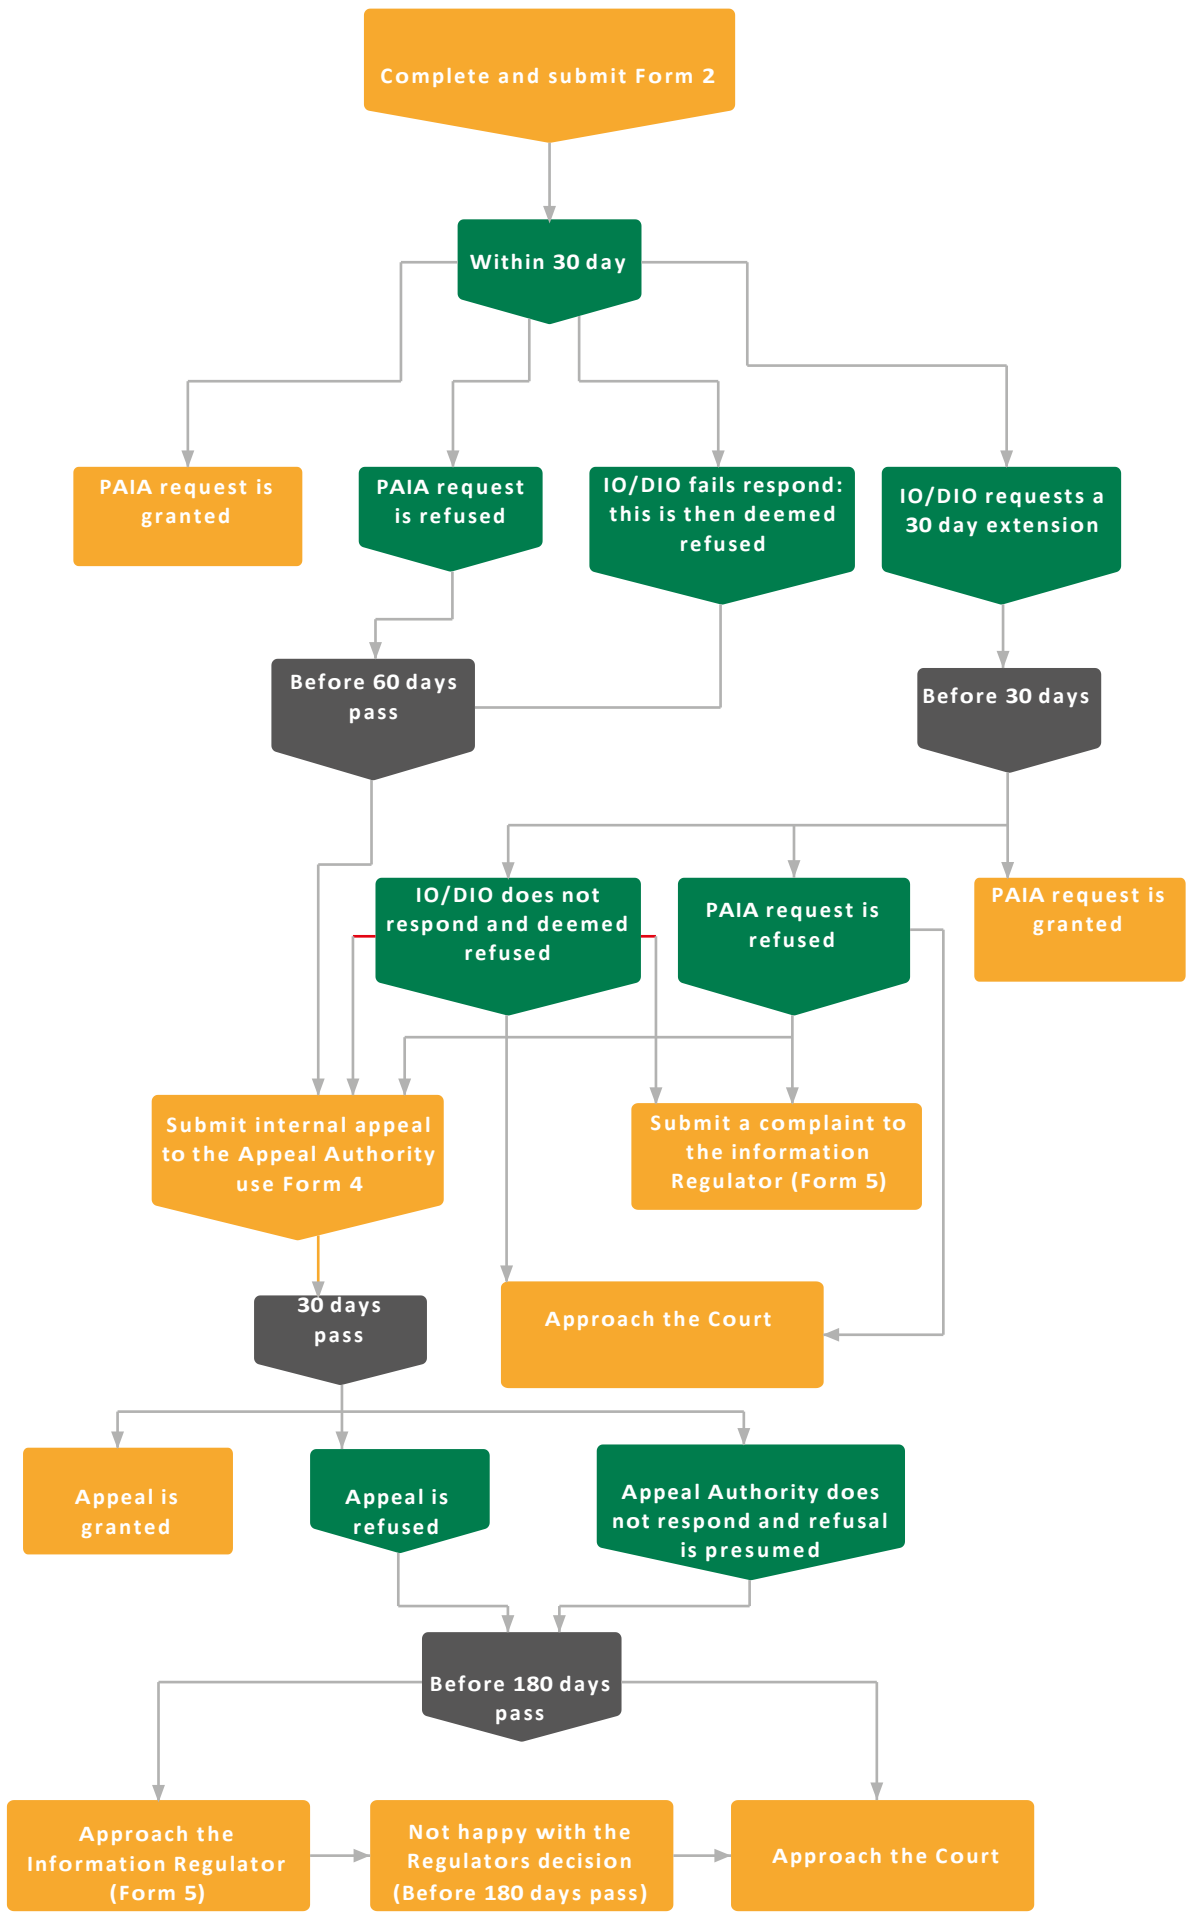 Complete and submit Form 2
Within 30 day
PAIA request is
granted
PAIA request
is refused
IO/DIO fails respond:
this is then deemed
refused
IO/DIO requests a
30 day extension
Before 60 days
pass
Before 30 days
IO/DIO does not
respond and deemed
refused
PAIA request is
refused
PAIA request is
granted
Submit internal appeal
to the Appeal Authority
use Form 4
Submit a complaint to
the information
Regulator (Form 5)
30 days
pass
Approach the Court
Appeal is
granted
Appeal is
refused
Appeal Authority does
not respond and refusal
is presumed
Before 180 days
pass
Approach the
Information Regulator
(Form 5)
Not happy with the
Regulators decision
(Before 180 days pass)
Approach the Court